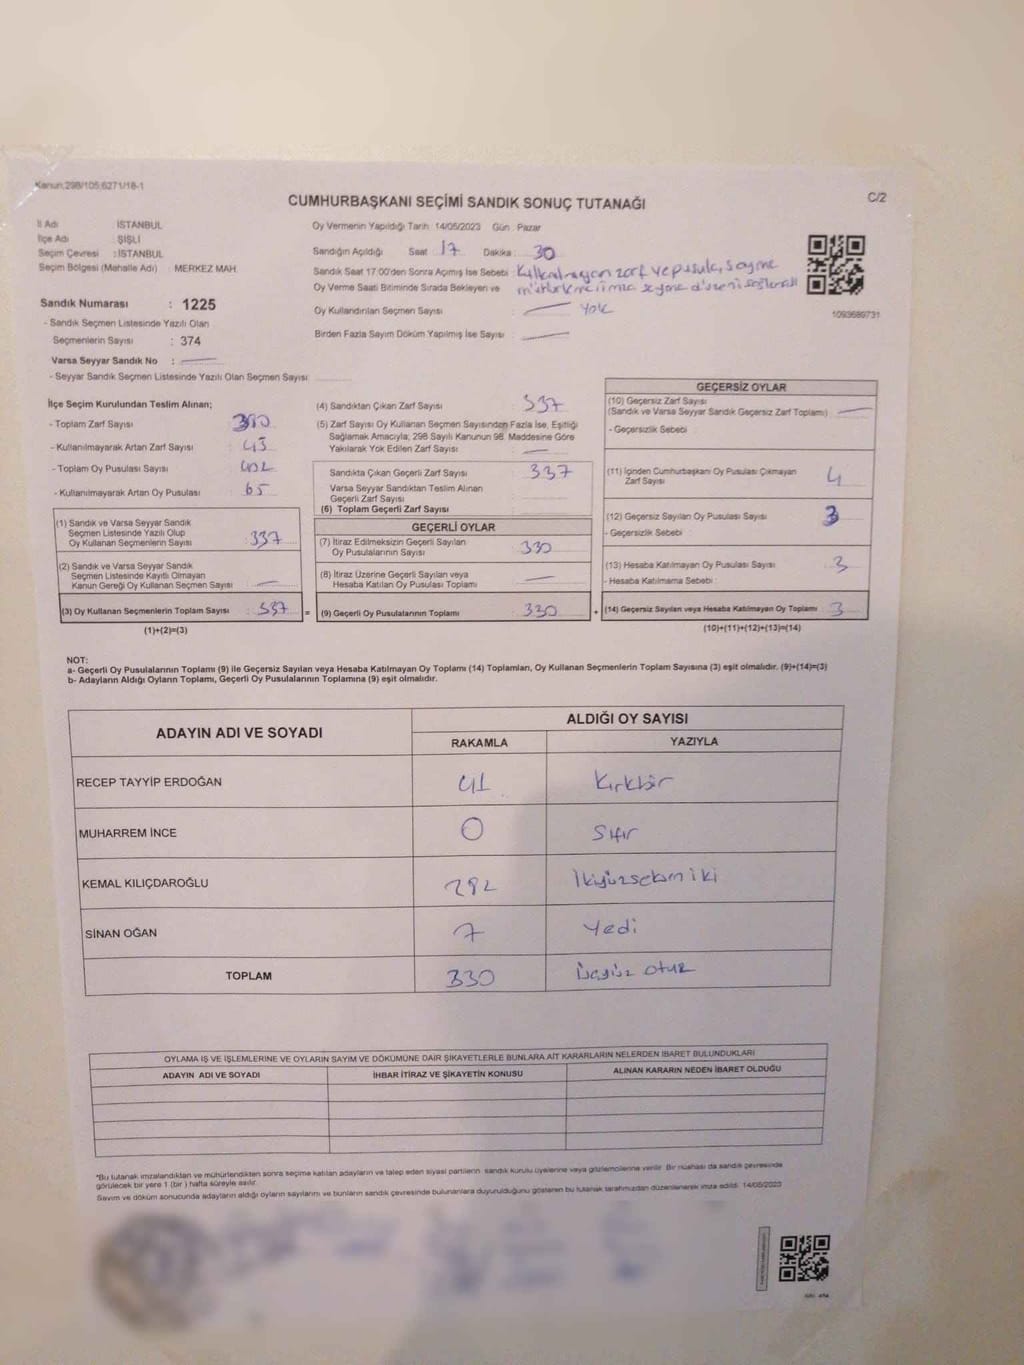 Kanun:298/105;6271/18-1
C/2
CUMHURBAŞKANI SEÇİMİ SANDIK SONUÇ TUTANAĞI
İl Adı İSTANBUL
İlçe Adı ŞİŞLİ
Seçim Çevresi : İSTANBUL
Seçim Bölgesi (Mahalle Adı) : MERKEZ MAH.
Sandık Numarası : 1225
- Sandık Seçmen Listesinde Yazılı Olan
Seçmenlerin Sayısı : 374
Varsa Seyyar Sandık No :
- Seyyar Sandık Seçmen Listesinde Yazılı Olan Seçmen Sayısı
Oy Vermenin Yapıldığı Tarih 14/05/2023 Gün : Pazar
Sandığın Açıldığı Saat 17 Dakika : 30
Sandık Saat 17.00'den Sonra Açımış İse Sebebi : Kullanılmayan zarf ve pusula, sayma
Oy Verme Saati Bitiminde Sırada Bekleyen ve
Oy Kullandırılan Seçmen Sayısı : Yok
Birden Fazla Sayım Döküm Yapılmış İse Sayısı :
1093689731
İlçe Seçim Kurulundan Teslim Alınan;
- Toplam Zarf Sayısı : 380
- Kullanılmayarak Artan Zarf Sayısı : 43
- Toplam Oy Pusulası Sayısı : 402
- Kullanılmayarak Artan Oy Pusulası : 65
(1) Sandık ve Varsa Seyyar Sandık
Seçmen Listesinde Yazılı Olup
Oy Kullanan Seçmenlerin Sayısı : 337
(2) Sandık ve Varsa Seyyar Sandık
Seçmen Listesinde Kayıtlı Olmayan
Kanun Gereği Oy Kullanan Seçmen Sayısı :
(3) Oy Kullanan Seçmenlerin Toplam Sayısı : 337 =
(1)+(2)=(3)
(4) Sandıktan Çıkan Zarf Sayısı : 337
(5) Zarf Sayısı Oy Kullanan Seçmen Sayısından Fazla İse, Eşitliği
Sağlamak Amacıyla; 298 Sayılı Kanunun 98. Maddesine Göre
Yakılarak Yok Edilen Zarf Sayısı :
Sandıkta Çıkan Geçerli Zarf Sayısı : 337
Varsa Seyyar Sandıktan Teslim Alınan
Geçerli Zarf Sayısı
(6) Toplam Geçerli Zarf Sayısı
GEÇERLİ OYLAR
(7) İtiraz Edilmeksizin Geçerli Sayılan
Oy Pusulalarının Sayısı : 330
(8) İtiraz Üzerine Geçerli Sayılan veya
Hesaba Katılan Oy Pusulası Toplamı :
(9) Geçerli Oy Pusulalarının Toplamı : 330 +
GEÇERSİZ OYLAR
(10) Geçersiz Zarf Sayısı
(Sandık ve Varsa Seyyar Sandık Geçersiz Zarf Toplamı) :
- Geçersizlik Sebebi :
(11) İçinden Cumhurbaşkanı Oy Pusulası Çıkmayan
Zarf Sayısı : 4
(12) Geçersiz Sayılan Oy Pusulası Sayısı : 3
- Geçersizlik Sebebi :
(13) Hesaba Katılmayan Oy Pusulası Sayısı : 3
- Hesaba Katılmama Sebebi :
(14) Geçersiz Sayılan veya Hesaba Katılmayan Oy Toplamı : 3
(10)+(11)+(12)+(13)=(14)
NOT:
a- Geçerli Oy Pusulalarının Toplamı (9) ile Geçersiz Sayılan veya Hesaba Katılmayan Oy Toplamı (14) Toplamları, Oy Kullanan Seçmenlerin Toplam Sayısına (3) eşit olmalıdır. (9)+(14)=(3)
b- Adayların Aldığı Oyların Toplamı, Geçerli Oy Pusulalarının Toplamına (9) eşit olmalıdır.
ADAYIN ADI VE SOYADI ALDIĞI OY SAYISI
RAKAMLA YAZIYLA
RECEP TAYYİP ERDOĞAN 41 Kırkbir
MUHARREM İNCE 0 Sıfır
KEMAL KILIÇDAROĞLU 282 İkiyüzseksen iki
SİNAN OĞAN 7 Yedi
TOPLAM 330 üçyüz otuz
OYLAMA İŞ VE İŞLEMLERİNE VE OYLARIN SAYIM VE DÖKÜMÜNE DAİR ŞİKAYETLERLE BUNLARA AİT KARARLARIN NELERDEN İBARET BULUNDUKLARI
ADAYIN ADI VE SOYADI İHBAR İTİRAZ VE ŞİKAYETİN KONUSU ALINAN KARARIN NEDEN İBARET OLDUĞU
*Bu tutanak imzalandıktan ve mühürlendikten sonra seçime katılan adayların ve talep eden siyasi partilerin sandık kurulu üyelerine veya gözlemcilerine verilir. Bir nüshası da sandık çevresinde
görülecek bir yere 1 (bir) hafta süreyle asılır.
Sayım ve döküm sonucunda adayların aldığı oyların sayılarını ve bunların sandık çevresinde bulunanlara duyurulduğunu gösteren bu tutanak tarafımızdan düzenlenerek imza edildi. 14/05/2023